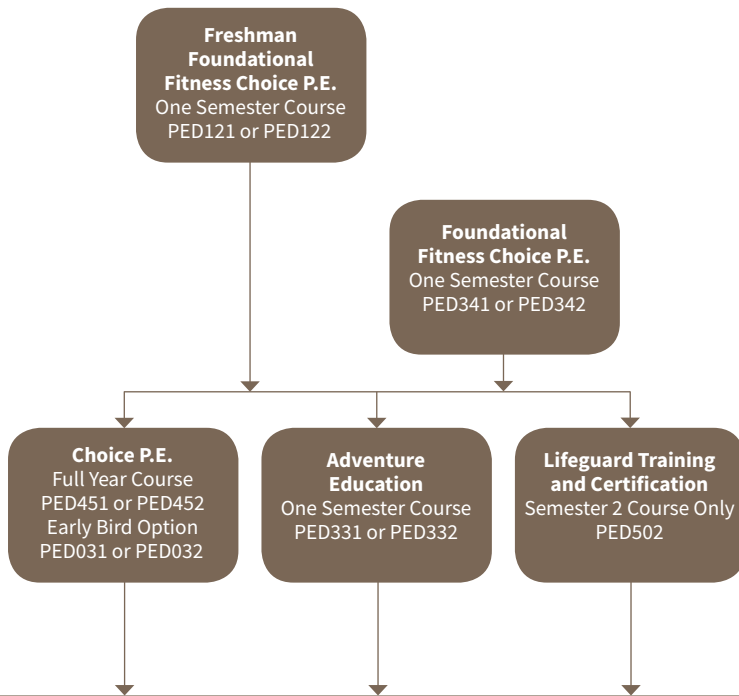 Freshman
Foundational
Fitness Choice P.E.
One Semester Course
PED121 or PED122
Foundational
Fitness Choice P.E.
One Semester Course
PED341 or PED342
Choice P.E.
Full Year Course
PED451 or PED452
Early Bird Option
PED031 or PED032
Adventure
Education
One Semester Course
PED331 or PED332
Lifeguard Training
and Certification
Semester 2 Course Only
PED502